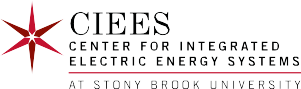 CIEES
CENTER FOR INTEGRATED
ELECTRIC ENERGY SYSTEMS
AT STONY BROOK UNIVERSITY